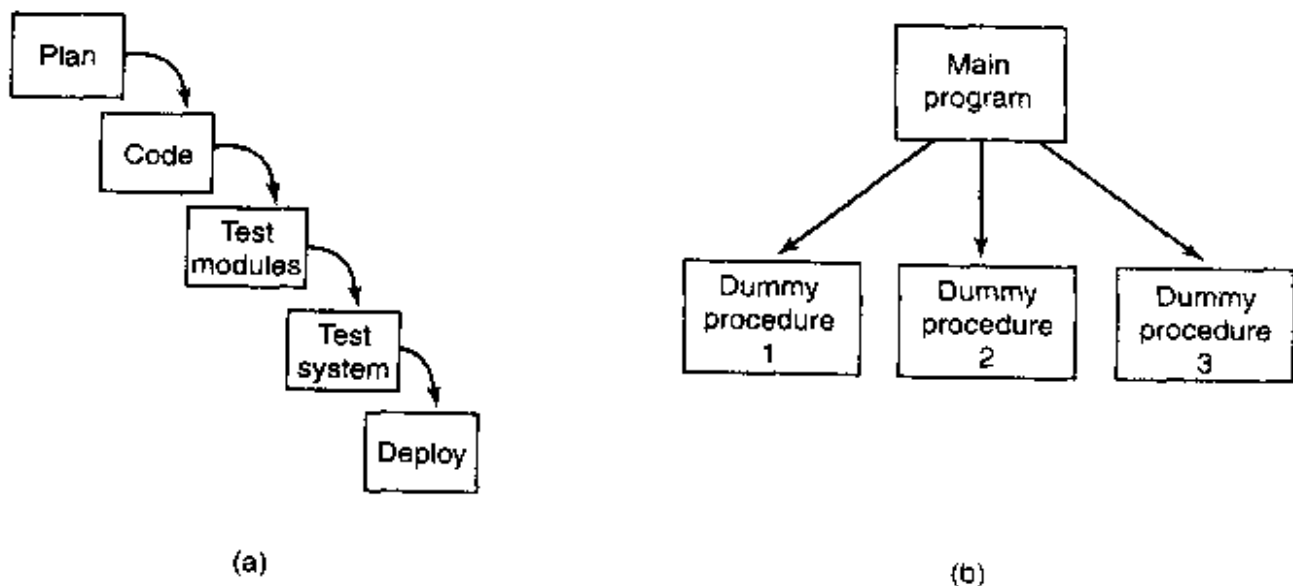 Plan
Code
Test
modules
Test
system
Deploy
(a)
Main
program
Dummy
procedure
1
Dummy
procedure
2
Dummy
procedure
3
(b)